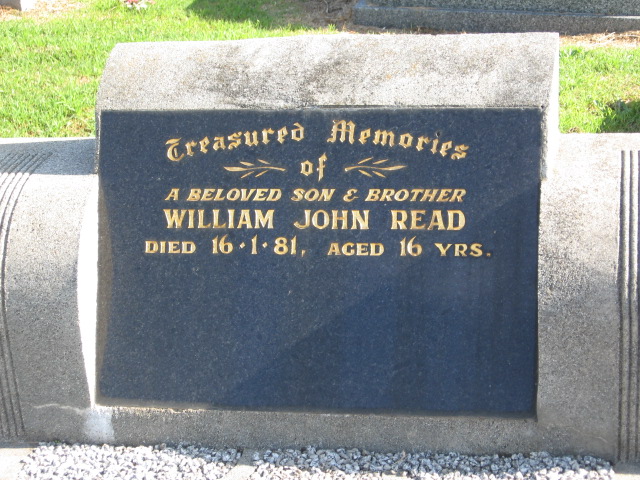 Treasured Memories
of
A BELOVED SON & BROTHER
WILLIAM JOHN READ
DIED 16·1·81, AGED 16 YRS.